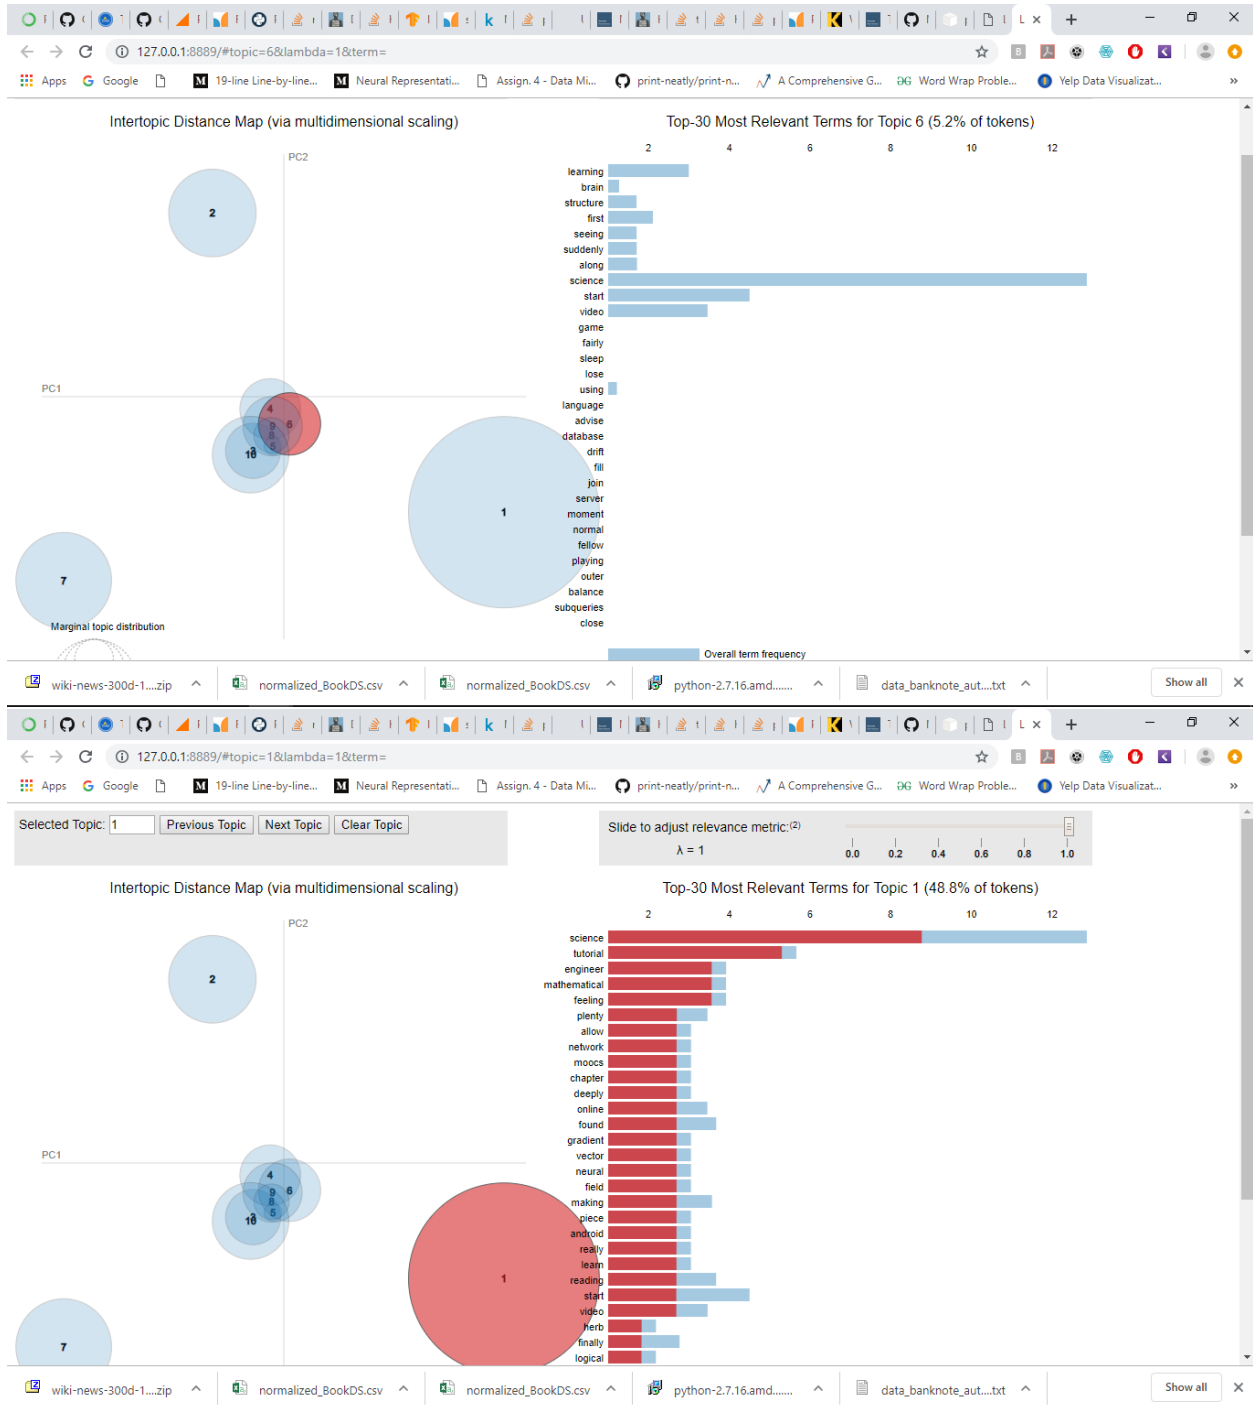 127.0.0.1:8889/#topic=6&lambda=1&term=
Apps Google 19-line Line-by-line... Neural Representati... Assign. 4 - Data Mi... print-neatly/print-n... A Comprehensive G... Word Wrap Proble... Yelp Data Visualizat... »
Intertopic Distance Map (via multidimensional scaling)
PC2
PC1
2
4
6
9
8
5
1
7
Marginal topic distribution
Top-30 Most Relevant Terms for Topic 6 (5.2% of tokens)
2 4 6 8 10 12
learning
brain
structure
first
seeing
suddenly
along
science
start
video
game
fairly
sleep
lose
using
language
advise
database
drift
fill
join
server
moment
normal
fellow
playing
outer
balance
subqueries
close
Overall term frequency
wiki-news-300d-1....zip normalized_BookDS.csv normalized_BookDS.csv python-2.7.16.amd....... data_banknote_aut....txt Show all
127.0.0.1:8889/#topic=1&lambda=1&term=
Apps Google 19-line Line-by-line... Neural Representati... Assign. 4 - Data Mi... print-neatly/print-n... A Comprehensive G... Word Wrap Proble... Yelp Data Visualizat... »
Selected Topic: 1 Previous Topic Next Topic Clear Topic
Slide to adjust relevance metric:(2)
λ = 1
0.0 0.2 0.4 0.6 0.8 1.0
Intertopic Distance Map (via multidimensional scaling)
PC2
PC1
2
4
6
9
8
5
1
7
Top-30 Most Relevant Terms for Topic 1 (48.8% of tokens)
2 4 6 8 10 12
science
tutorial
engineer
mathematical
feeling
plenty
allow
network
moocs
chapter
deeply
online
found
gradient
vector
neural
field
making
piece
android
really
learn
reading
start
video
herb
finally
logical
wiki-news-300d-1....zip normalized_BookDS.csv normalized_BookDS.csv python-2.7.16.amd....... data_banknote_aut....txt Show all